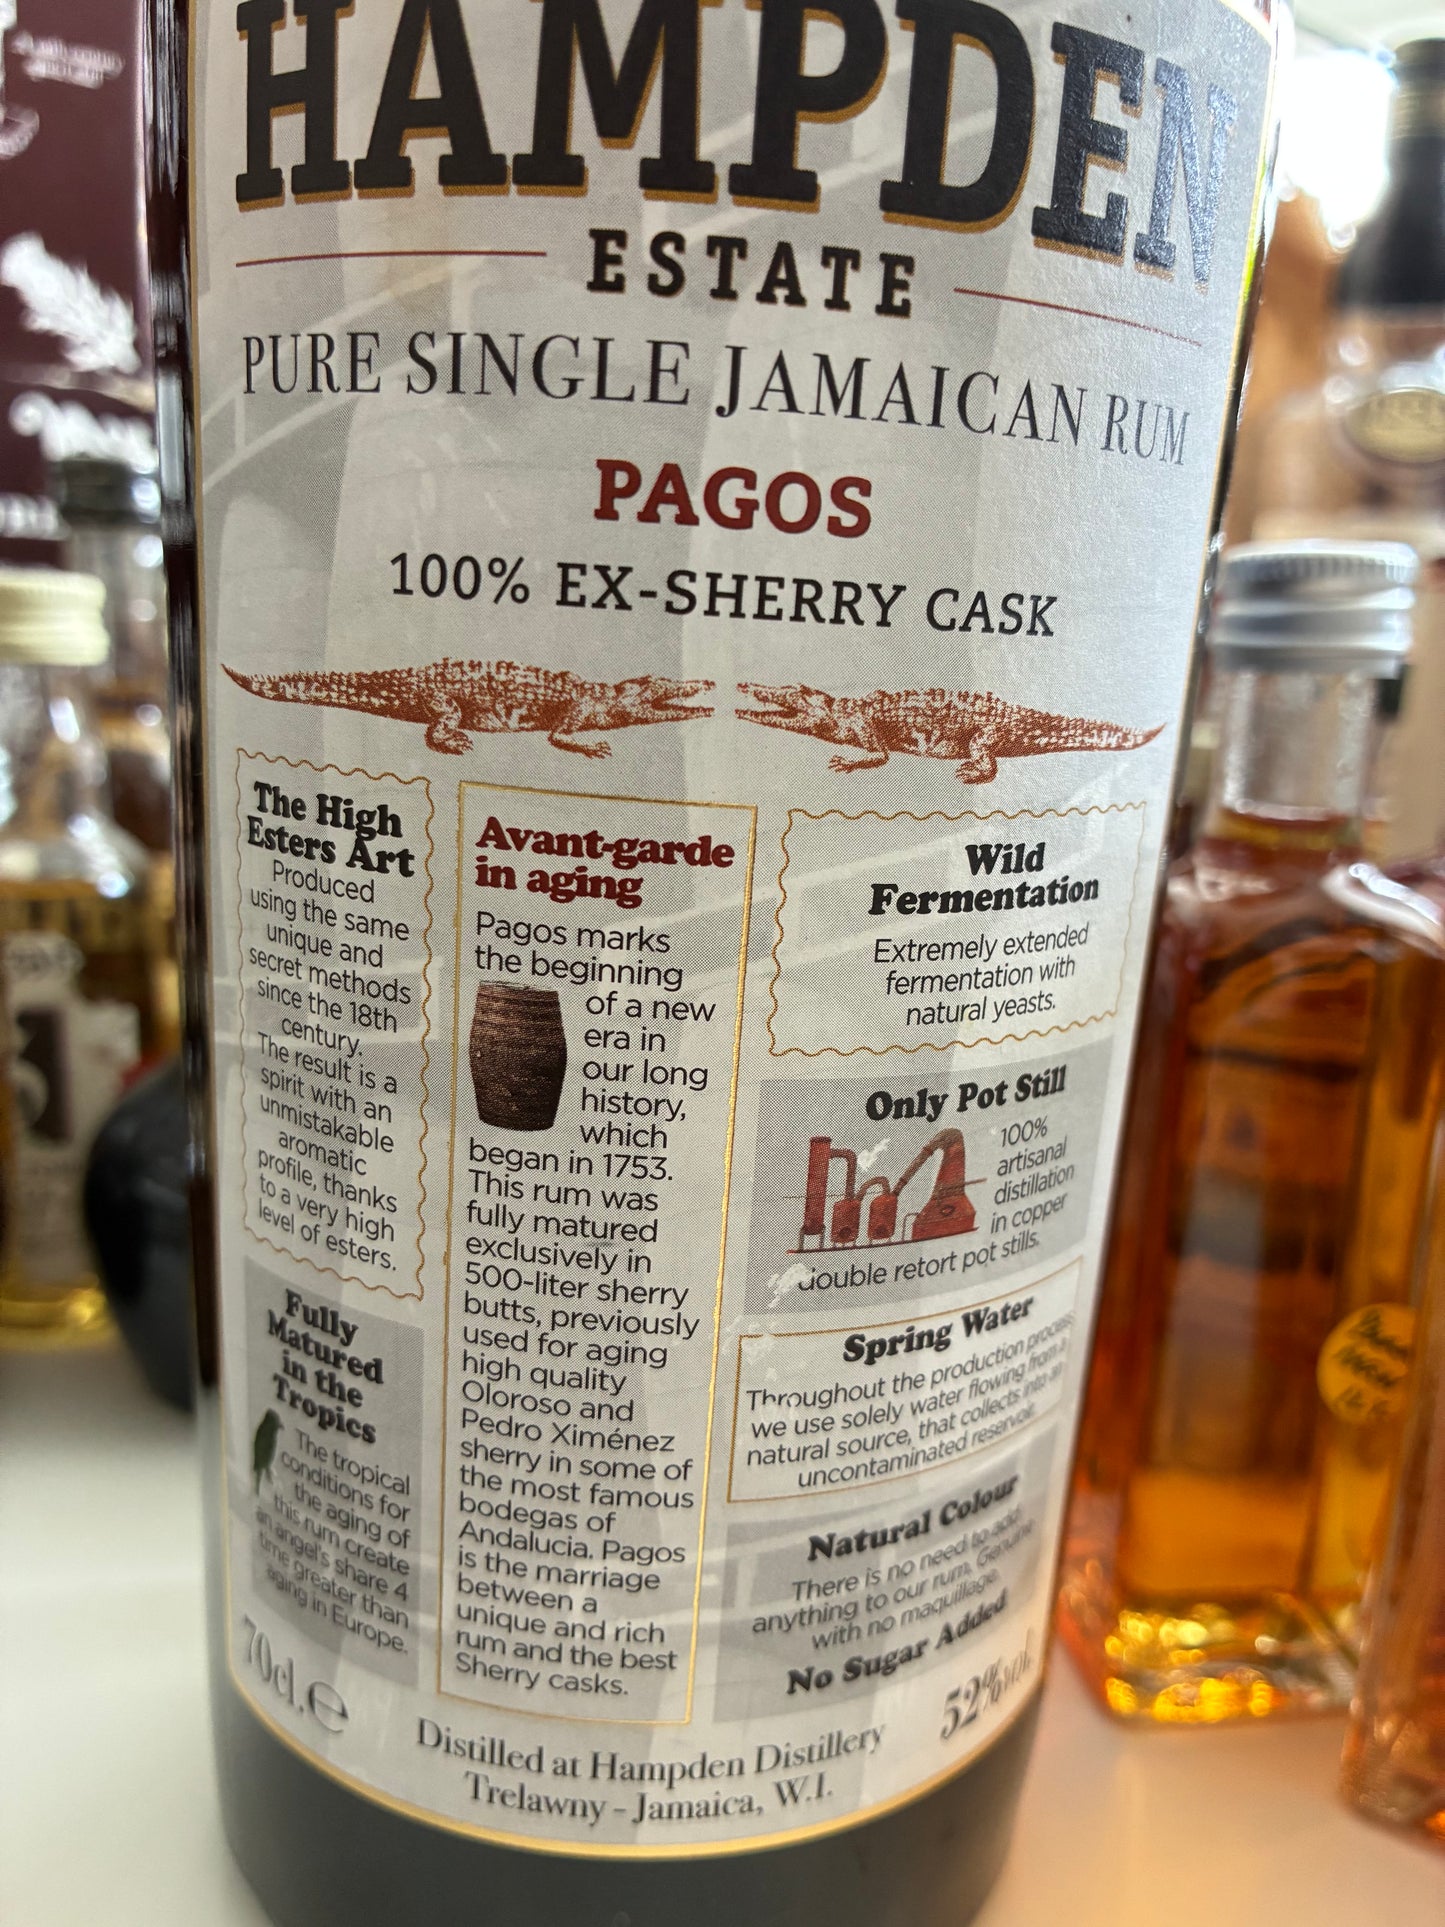 HAMPDEN
ESTATE
PURE SINGLE JAMAICAN RUM
PAGOS
100% EX-SHERRY CASK
The High
Esters Art
Produced
using the same
unique and
secret methods
since the 18th
century.
The result is a
spirit with an
unmistakable
aromatic
profile, thanks
to a very high
level of esters.
Fully
Matured
in the
Tropics
The tropical
conditions for
the aging of
this rum create
an angel's share 4
time greater than
aging in Europe.
Avant-garde
in aging
Pagos marks
the beginning
of a new
era in
our long
history,
which
began in 1753.
This rum was
fully matured
exclusively in
500-liter sherry
butts, previously
used for aging
high quality
Oloroso and
Pedro Ximénez
sherry in some of
the most famous
bodegas of
Andalucia. Pagos
is the marriage
between a
unique and rich
rum and the best
Sherry casks.
Wild
Fermentation
Extremely extended
fermentation with
natural yeasts.
Only Pot Still
100%
artisanal
distillation
in copper
double retort pot stills.
Spring Water
Throughout the production process
we use solely water flowing from a
natural source, that collects into an
uncontaminated reservoir.
Natural Colour
There is no need to add
anything to our rum. Genuine
with no maquillage.
No Sugar Added
70cl.e
52%vol.
Distilled at Hampden Distillery
Trelawny - Jamaica, W.I.